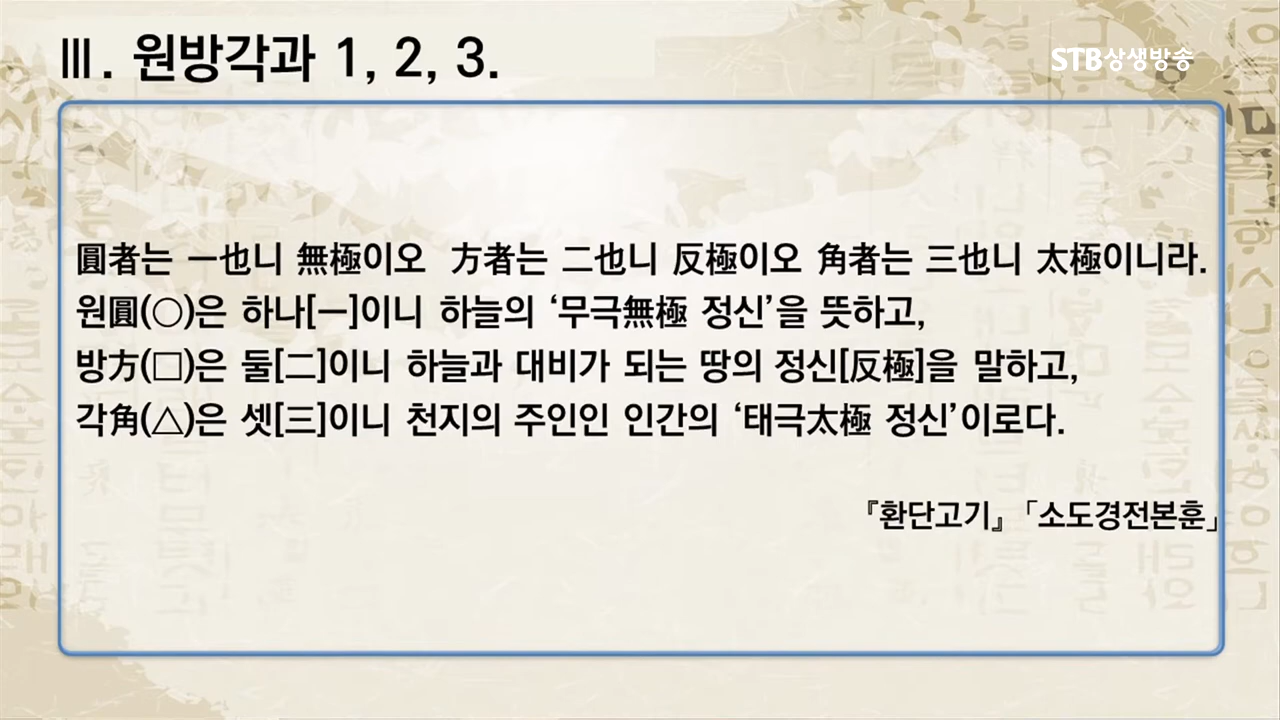 Ⅲ. 원방각과 1, 2, 3.
STB상생방송
圓者는 一也니 無極이오 方者는 二也니 反極이오 角者는 三也니 太極이니라.
원圓(○)은 하나[一]이니 하늘의 ‘무극無極 정신’을 뜻하고,
방方(□)은 둘[二]이니 하늘과 대비가 되는 땅의 정신[反極]을 말하고,
각角(△)은 셋[三]이니 천지의 주인인 인간의 ‘태극太極 정신’이로다.
『환단고기』「소도경전본훈」